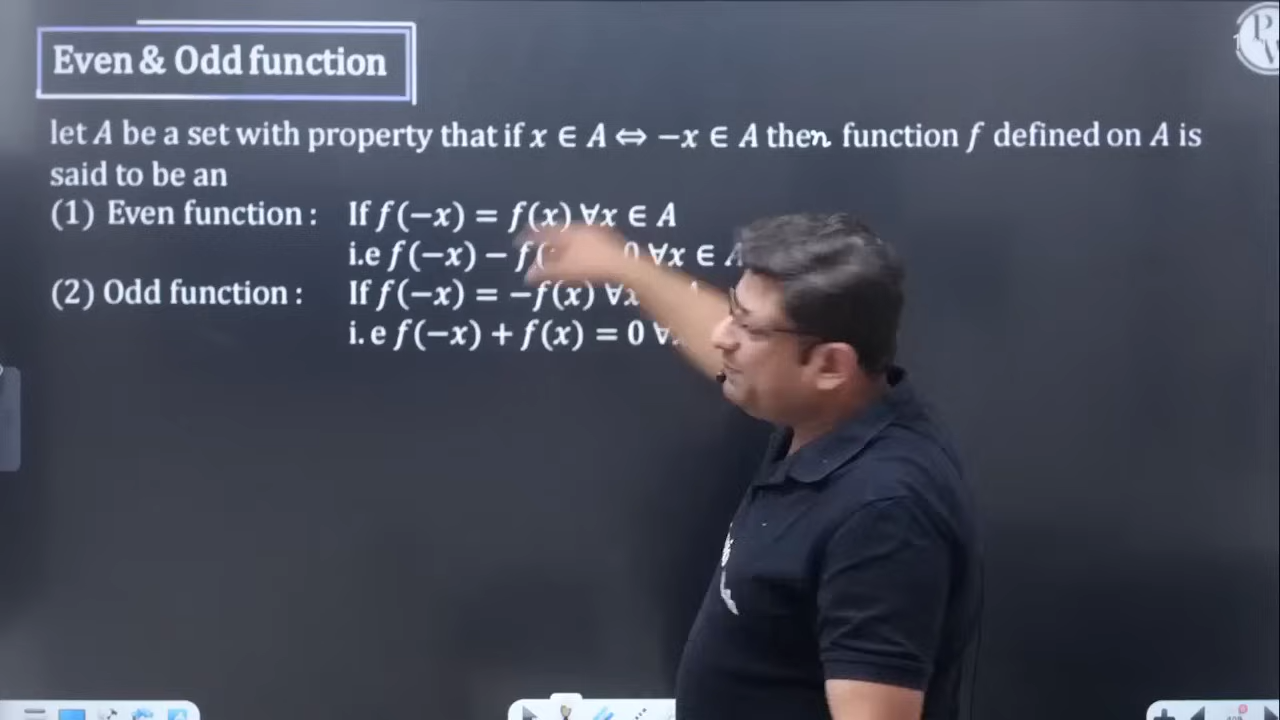 Even & Odd function
let A be a set with property that if x ∈ A ⇔ −x ∈ A then function f defined on A is
said to be an
(1) Even function : If f(−x) = f(x) ∀x ∈ A
i.e f(−x) − f( 0 ∀x ∈ A
(2) Odd function : If f(−x) = −f(x) ∀x
i.e f(−x) + f(x) = 0 ∀